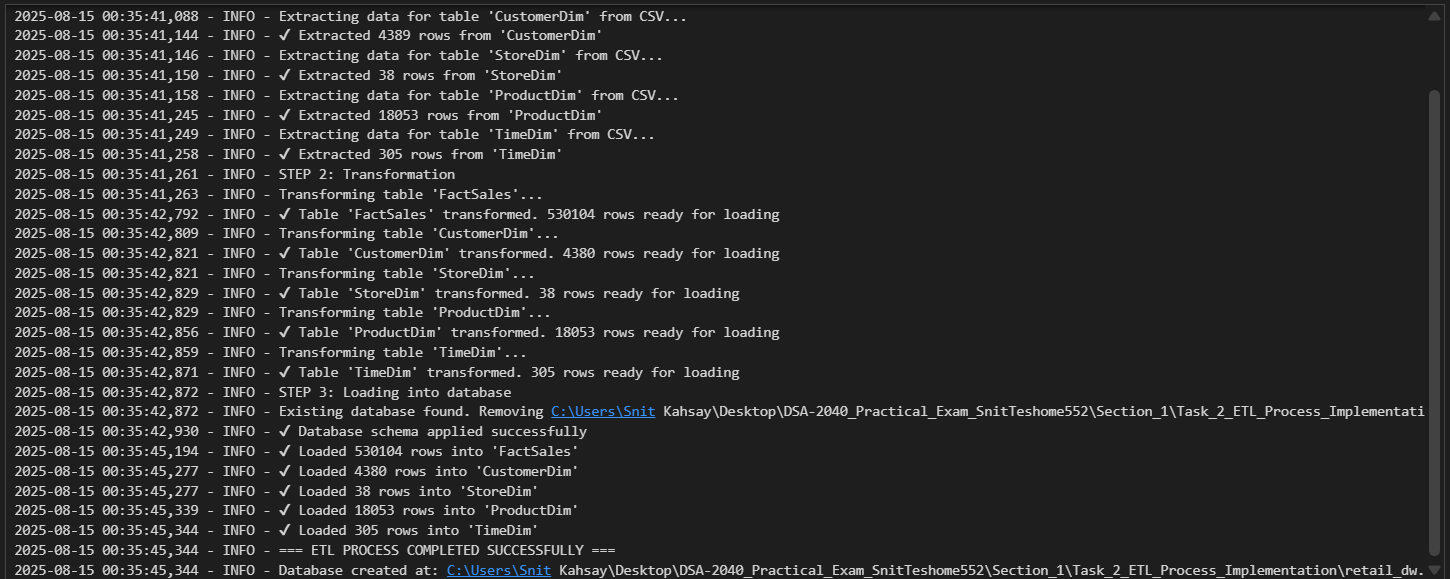 2025-08-15 00:35:41,088 - INFO - Extracting data for table 'CustomerDim' from CSV...
2025-08-15 00:35:41,144 - INFO - ✓ Extracted 4389 rows from 'CustomerDim'
2025-08-15 00:35:41,146 - INFO - Extracting data for table 'StoreDim' from CSV...
2025-08-15 00:35:41,150 - INFO - ✓ Extracted 38 rows from 'StoreDim'
2025-08-15 00:35:41,158 - INFO - Extracting data for table 'ProductDim' from CSV...
2025-08-15 00:35:41,245 - INFO - ✓ Extracted 18053 rows from 'ProductDim'
2025-08-15 00:35:41,249 - INFO - Extracting data for table 'TimeDim' from CSV...
2025-08-15 00:35:41,258 - INFO - ✓ Extracted 305 rows from 'TimeDim'
2025-08-15 00:35:41,261 - INFO - STEP 2: Transformation
2025-08-15 00:35:41,263 - INFO - Transforming table 'FactSales'...
2025-08-15 00:35:42,792 - INFO - ✓ Table 'FactSales' transformed. 530104 rows ready for loading
2025-08-15 00:35:42,809 - INFO - Transforming table 'CustomerDim'...
2025-08-15 00:35:42,821 - INFO - ✓ Table 'CustomerDim' transformed. 4380 rows ready for loading
2025-08-15 00:35:42,821 - INFO - Transforming table 'StoreDim'...
2025-08-15 00:35:42,829 - INFO - ✓ Table 'StoreDim' transformed. 38 rows ready for loading
2025-08-15 00:35:42,829 - INFO - Transforming table 'ProductDim'...
2025-08-15 00:35:42,856 - INFO - ✓ Table 'ProductDim' transformed. 18053 rows ready for loading
2025-08-15 00:35:42,859 - INFO - Transforming table 'TimeDim'...
2025-08-15 00:35:42,871 - INFO - ✓ Table 'TimeDim' transformed. 305 rows ready for loading
2025-08-15 00:35:42,872 - INFO - STEP 3: Loading into database
2025-08-15 00:35:42,872 - INFO - Existing database found. Removing C:\Users\Snit Kahsay\Desktop\DSA-2040_Practical_Exam_SnitTeshome552\Section_1\Task_2_ETL_Process_Implementati
2025-08-15 00:35:42,930 - INFO - ✓ Database schema applied successfully
2025-08-15 00:35:45,194 - INFO - ✓ Loaded 530104 rows into 'FactSales'
2025-08-15 00:35:45,277 - INFO - ✓ Loaded 4380 rows into 'CustomerDim'
2025-08-15 00:35:45,277 - INFO - ✓ Loaded 38 rows into 'StoreDim'
2025-08-15 00:35:45,339 - INFO - ✓ Loaded 18053 rows into 'ProductDim'
2025-08-15 00:35:45,344 - INFO - ✓ Loaded 305 rows into 'TimeDim'
2025-08-15 00:35:45,344 - INFO - === ETL PROCESS COMPLETED SUCCESSFULLY ===
2025-08-15 00:35:45,344 - INFO - Database created at: C:\Users\Snit Kahsay\Desktop\DSA-2040_Practical_Exam_SnitTeshome552\Section_1\Task_2_ETL_Process_Implementation\retail_dw.